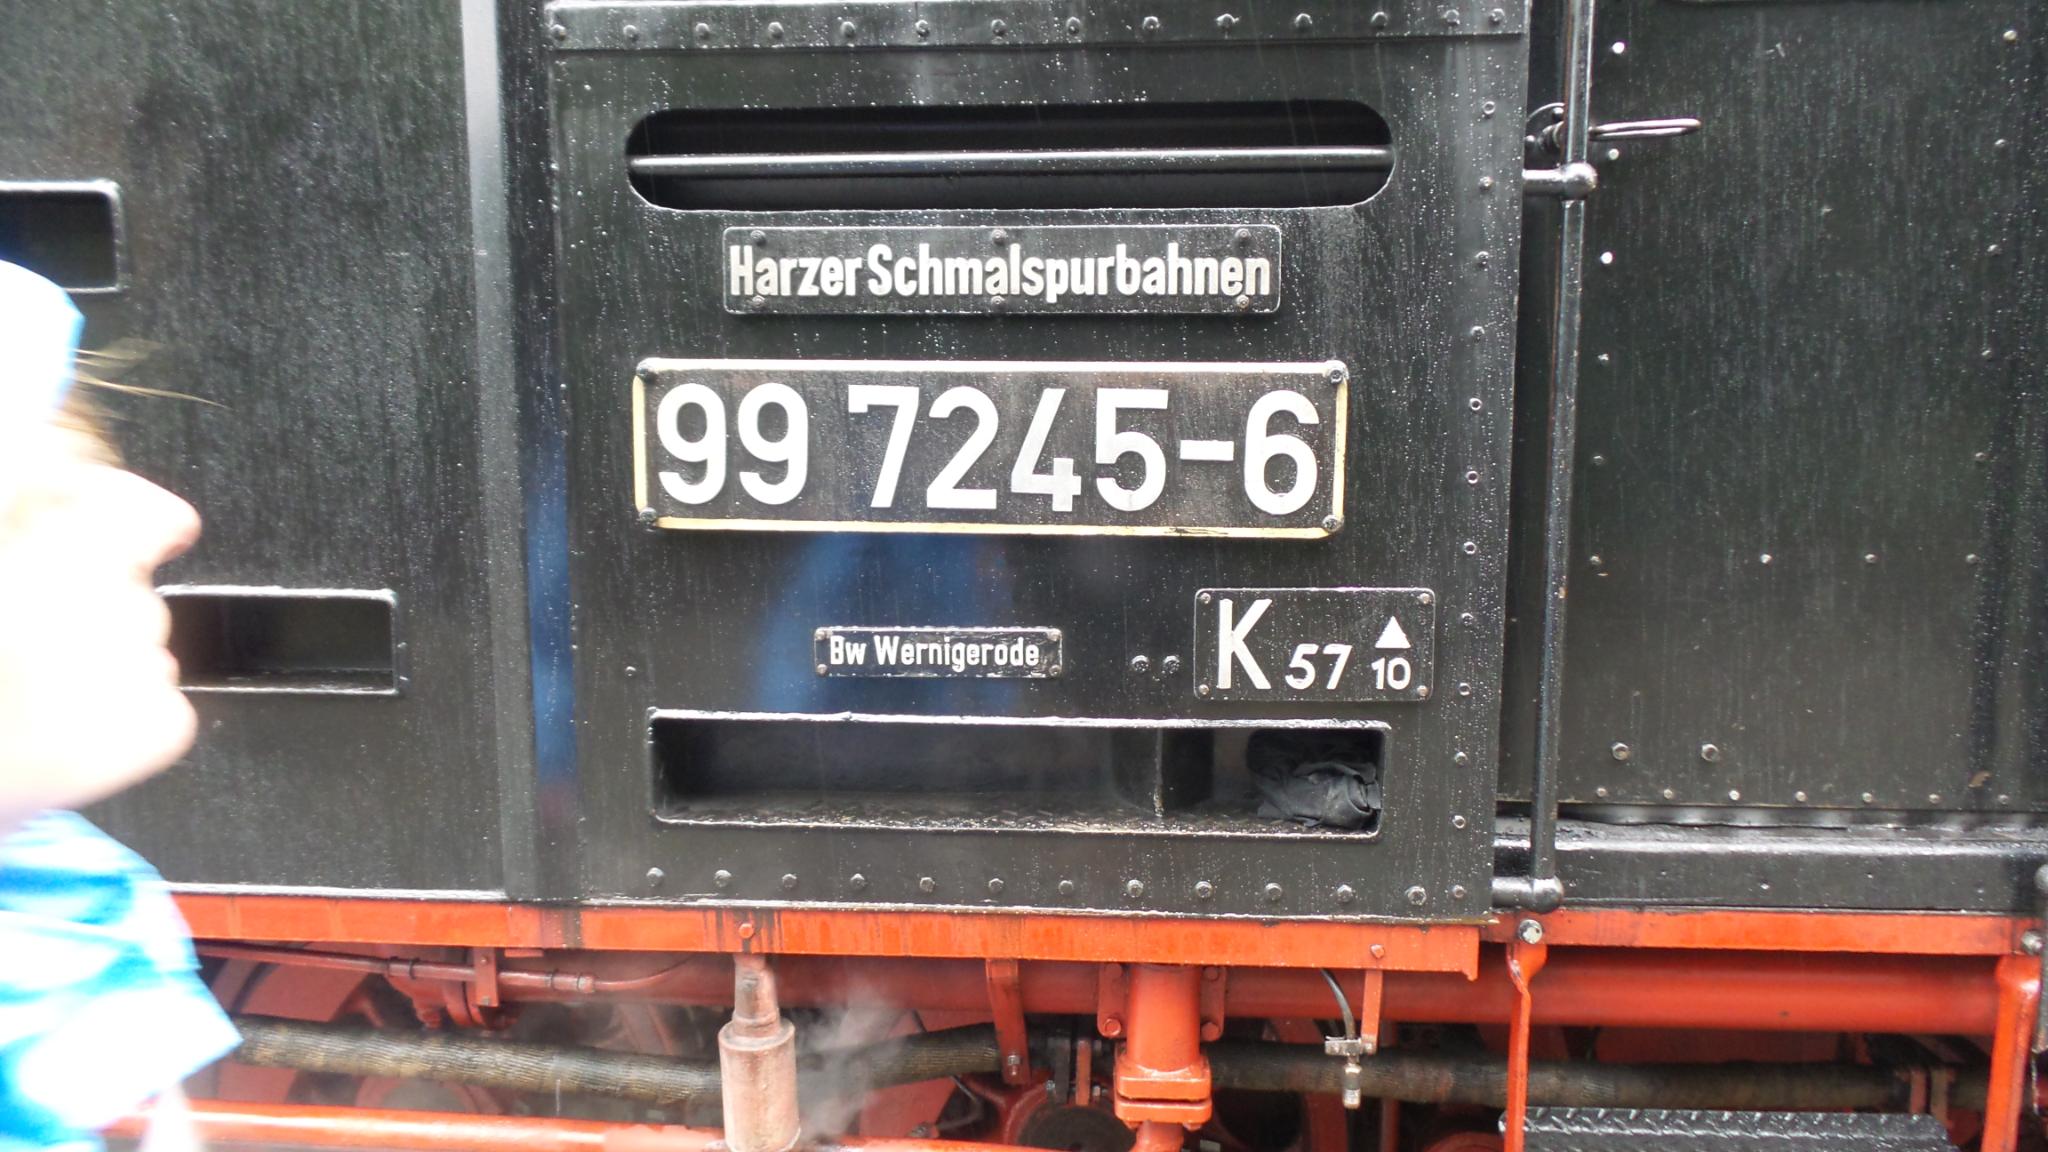 Harzer Schmalspurbahnen
99 7245-6
Bw Wernigerode
K 57 10